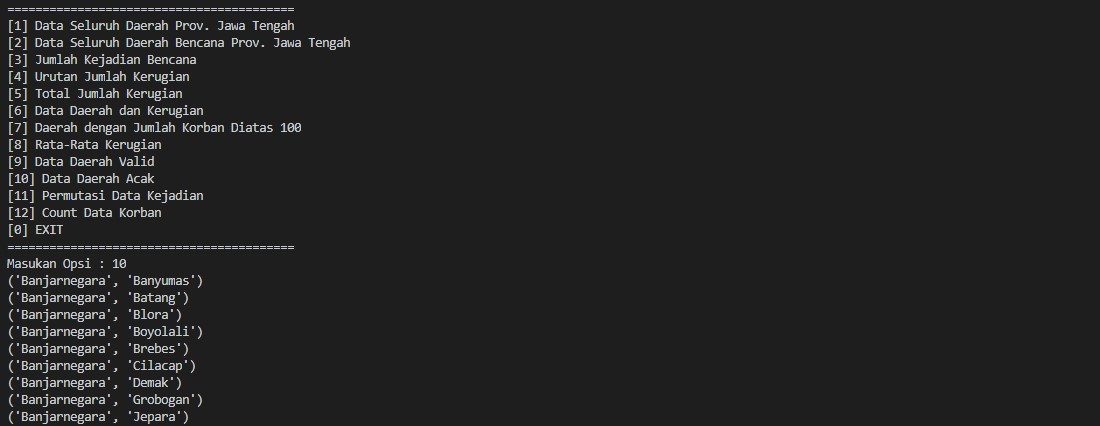 =========================================
[1] Data Seluruh Daerah Prov. Jawa Tengah
[2] Data Seluruh Daerah Bencana Prov. Jawa Tengah
[3] Jumlah Kejadian Bencana
[4] Urutan Jumlah Kerugian
[5] Total Jumlah Kerugian
[6] Data Daerah dan Kerugian
[7] Daerah dengan Jumlah Korban Diatas 100
[8] Rata-Rata Kerugian
[9] Data Daerah Valid
[10] Data Daerah Acak
[11] Permutasi Data Kejadian
[12] Count Data Korban
[0] EXIT
=========================================
Masukan Opsi : 10
('Banjarnegara', 'Banyumas')
('Banjarnegara', 'Batang')
('Banjarnegara', 'Blora')
('Banjarnegara', 'Boyolali')
('Banjarnegara', 'Brebes')
('Banjarnegara', 'Cilacap')
('Banjarnegara', 'Demak')
('Banjarnegara', 'Grobogan')
('Banjarnegara', 'Jepara')